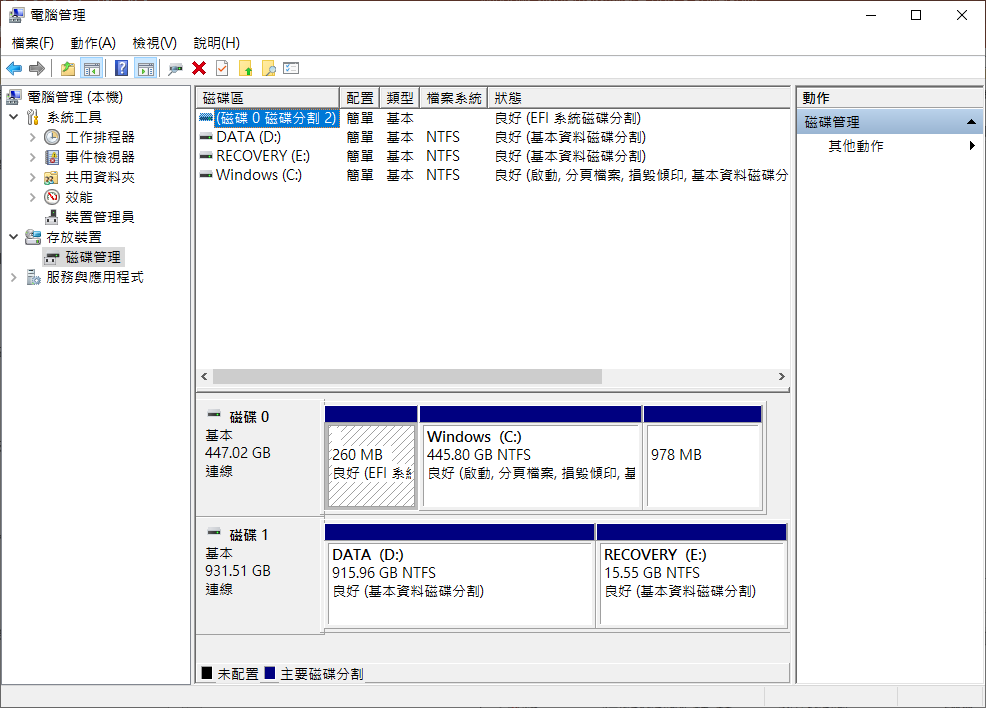 電腦管理
檔案(F) 動作(A) 檢視(V) 說明(H)
電腦管理 (本機)
系統工具
工作排程器
事件檢視器
共用資料夾
效能
裝置管理員
存放裝置
磁碟管理
服務與應用程式
磁碟區 配置 類型 檔案系統 狀態
(磁碟 0 磁碟分割 2) 簡單 基本 良好 (EFI 系統磁碟分割)
DATA (D:) 簡單 基本 NTFS 良好 (基本資料磁碟分割)
RECOVERY (E:) 簡單 基本 NTFS 良好 (基本資料磁碟分割)
Windows (C:) 簡單 基本 NTFS 良好 (啟動, 分頁檔案, 損毀傾印, 基本資料磁碟分
磁碟 0
基本
447.02 GB
連線
260 MB
良好 (EFI 系統
Windows (C:)
445.80 GB NTFS
良好 (啟動, 分頁檔案, 損毀傾印, 基
978 MB
磁碟 1
基本
931.51 GB
連線
DATA (D:)
915.96 GB NTFS
良好 (基本資料磁碟分割)
RECOVERY (E:)
15.55 GB NTFS
良好 (基本資料磁碟分割)
未配置 主要磁碟分割
動作
磁碟管理
其他動作